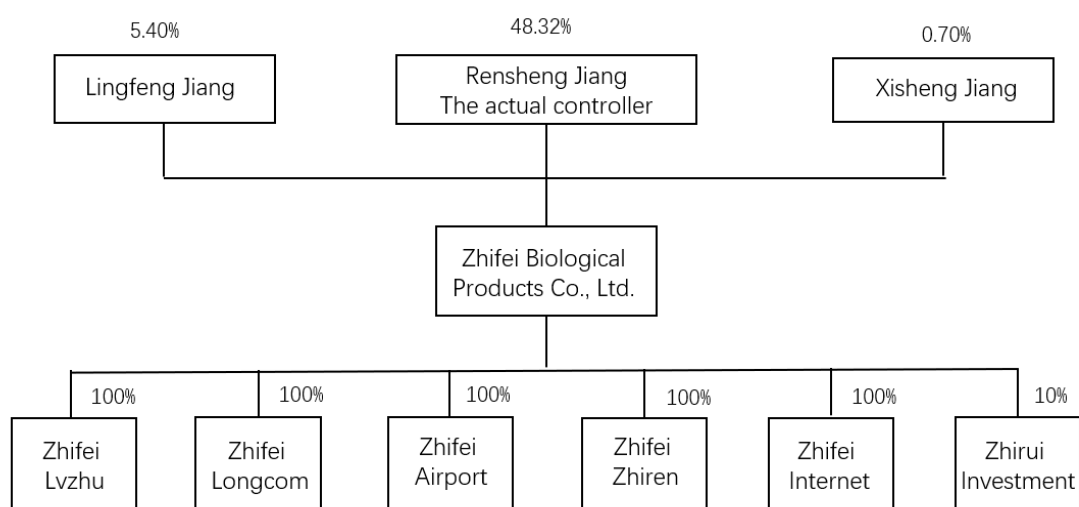 5.40%
48.32%
0.70%
Lingfeng Jiang
Rensheng Jiang
The actual controller
Xisheng Jiang
Zhifei Biological
Products Co., Ltd.
100%
100%
100%
100%
100%
10%
Zhifei
Lvzhu
Zhifei
Longcom
Zhifei
Airport
Zhifei
Zhiren
Zhifei
Internet
Zhirui
Investment